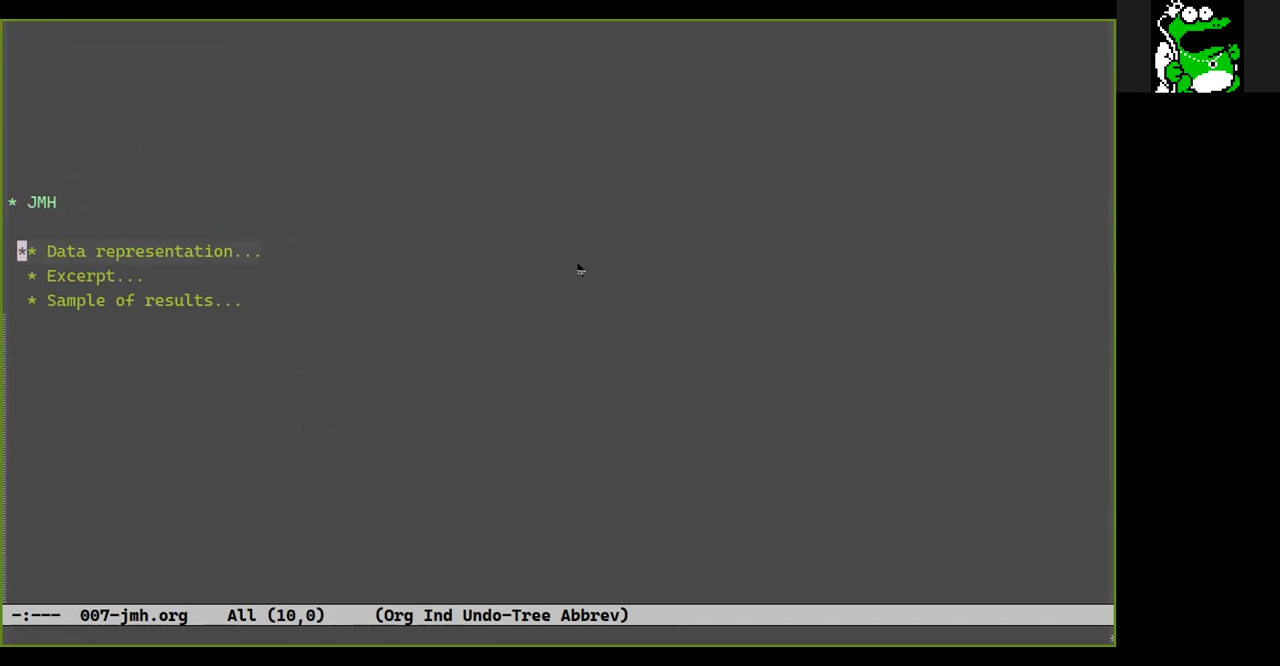 * JMH
** Data representation...
* Excerpt...
* Sample of results...
-:--- 007-jmh.org All (10,0) (Org Ind Undo-Tree Abbrev)